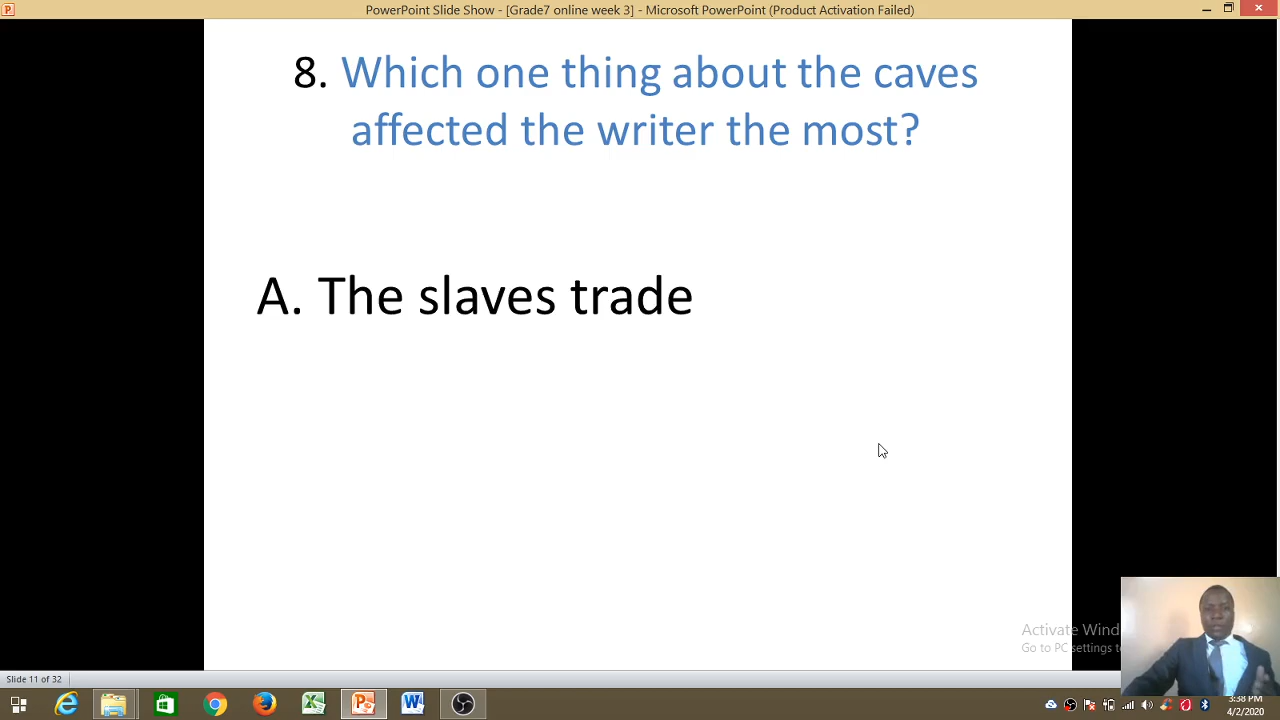 PowerPoint Slide Show - [Grade7 online week 3] - Microsoft PowerPoint (Product Activation Failed)
8. Which one thing about the caves
affected the writer the most?
A. The slaves trade
Activate Wind
Go to PC settings t
Slide 11 of 32
3:38 PM
4/2/2020